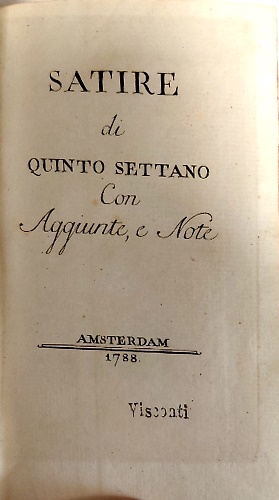 SATIRE
di
QUINTO SETTANO
Con
Aggiunte, e Note
AMSTERDAM
1788.
Visconti